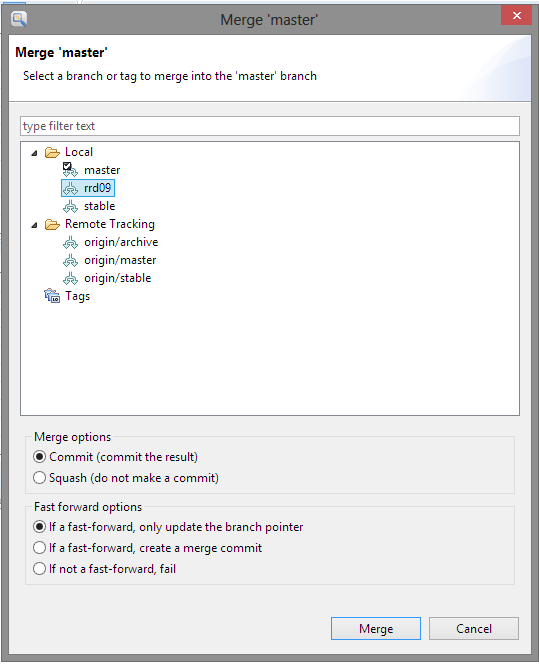 Merge 'master'
Merge 'master'
Select a branch or tag to merge into the 'master' branch
type filter text
Local
master
rrd09
stable
Remote Tracking
origin/archive
origin/master
origin/stable
Tags
Merge options
Commit (commit the result)
Squash (do not make a commit)
Fast forward options
If a fast-forward, only update the branch pointer
If a fast-forward, create a merge commit
If not a fast-forward, fail
Merge
Cancel